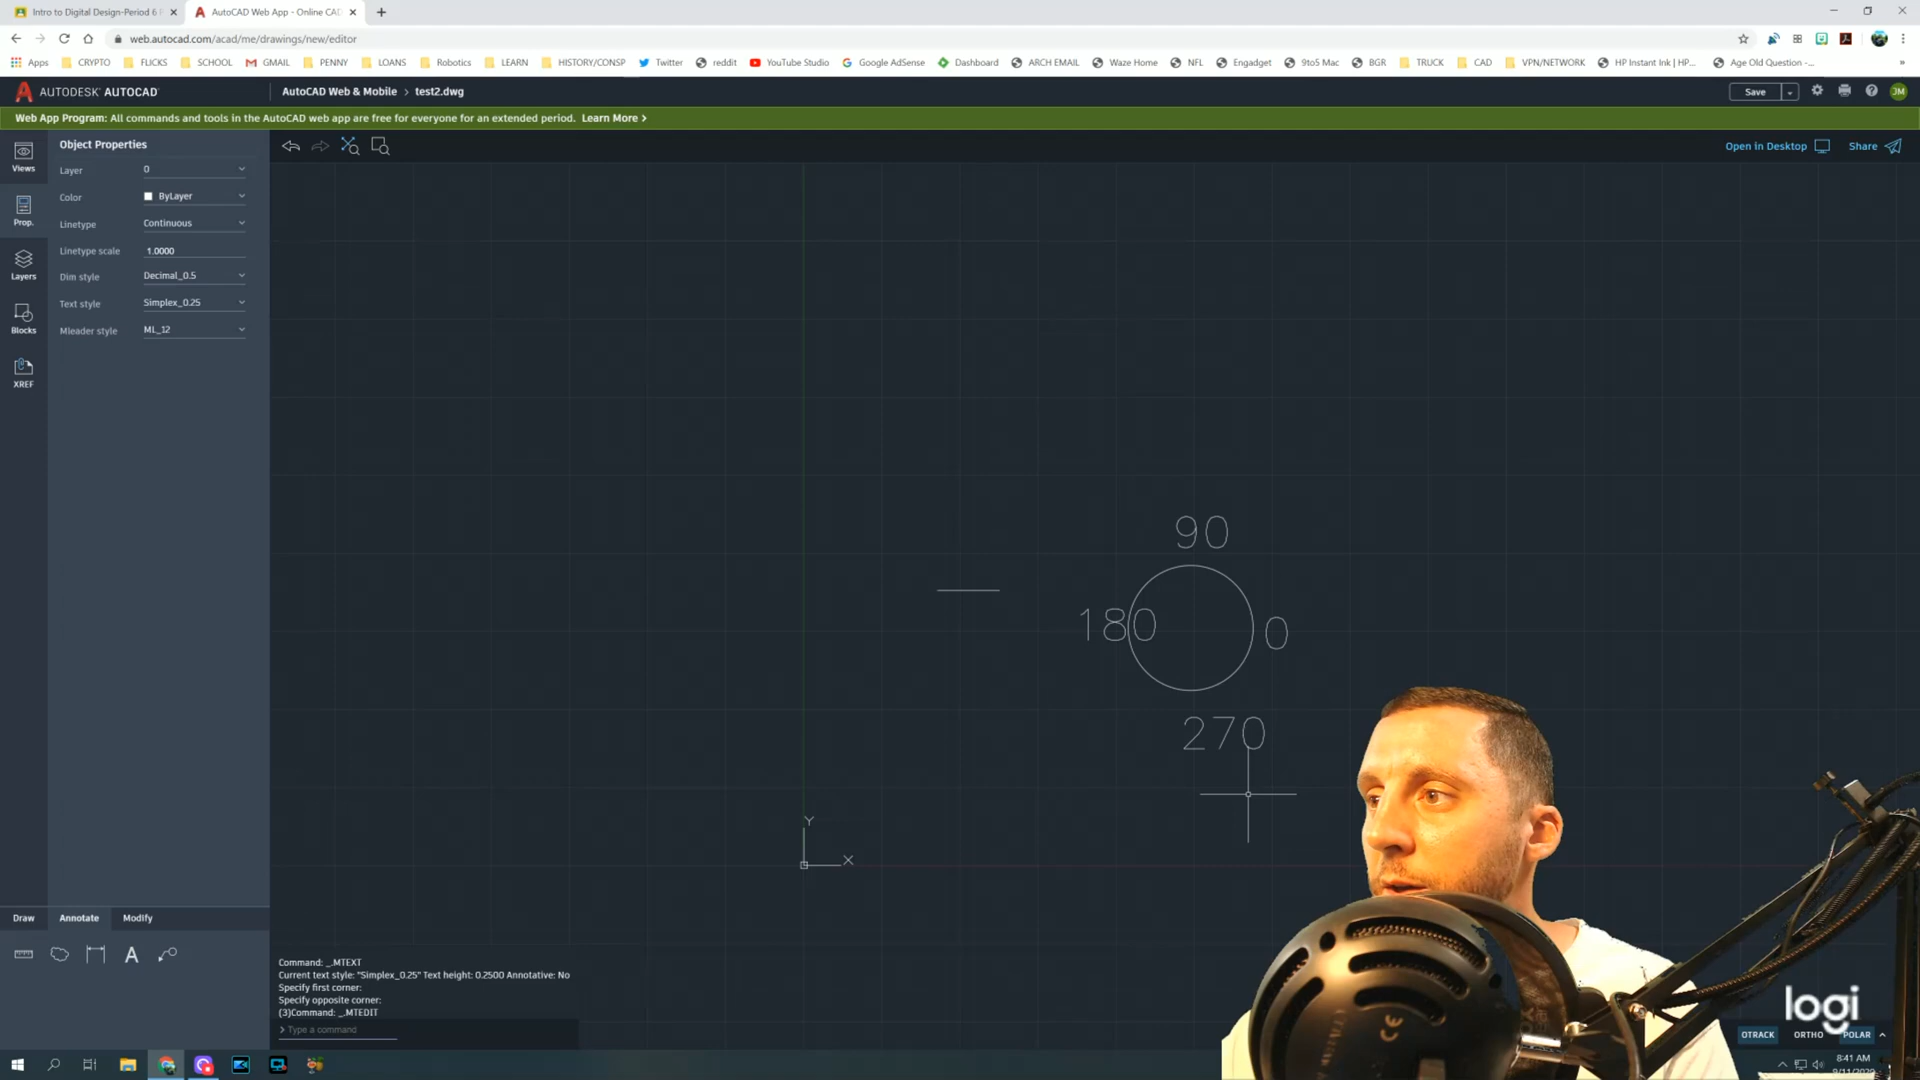 Intro to Digital Design-Period 6
AutoCAD Web App - Online CAD
web.autocad.com/acad/me/drawings/new/editor
Apps CRYPTO FLICKS SCHOOL GMAIL PENNY LOANS Robotics LEARN HISTORY/CONSP Twitter reddit YouTube Studio Google AdSense Dashboard ARCH EMAIL Waze Home NFL Engadget 9to5 Mac BGR TRUCK CAD VPN/NETWORK HP Instant Ink | HP... Age Old Question -... »
AUTODESK® AUTOCAD® AutoCAD Web & Mobile > test2.dwg Save JM
Web App Program: All commands and tools in the AutoCAD web app are free for everyone for an extended period. Learn More >
Views
Prop.
Layers
Blocks
XREF
Object Properties
Layer 0
Color ByLayer
Linetype Continuous
Linetype scale 1.0000
Dim style Decimal_0.5
Text style Simplex_0.25
Mleader style ML_12
Open in Desktop Share
90
180
0
270
Y
X
Draw Annotate Modify
A
Command: _.MTEXT
Current text style: "Simplex_0.25" Text height: 0.2500 Annotative: No
Specify first corner:
Specify opposite corner:
(3)Command: _.MTEDIT
> Type a command
logi
OTRACK ORTHO POLAR
8:41 AM